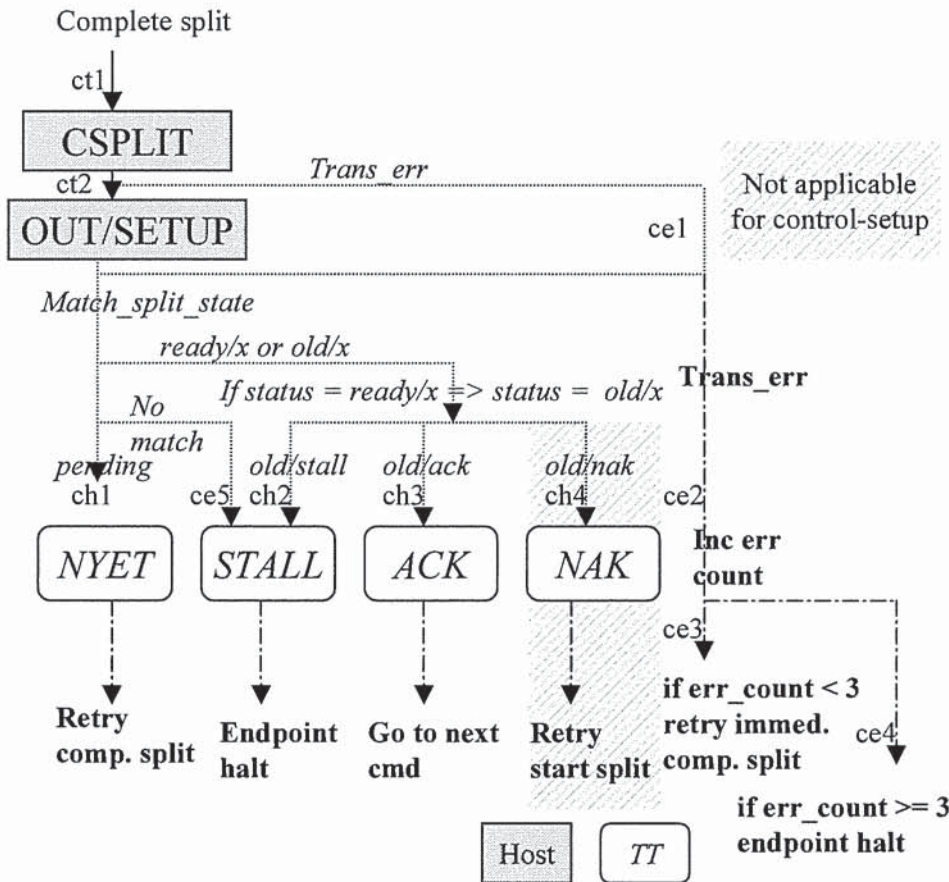 Complete split
ct1
CSPLIT
ct2
Trans_err
Not applicable
for control-setup
OUT/SETUP
ce1
Match_split_state
ready/x or old/x
Trans_err
If status = ready/x => status = old/x
No
match
pending
old/stall
old/ack
old/nak
ch1
ce5
ch2
ch3
ch4
ce2
NYET
STALL
ACK
NAK
Inc err
count
ce3
Retry
comp. split
Endpoint
halt
Go to next
cmd
Retry
start split
if err_count < 3
retry immed.
comp. split
ce4
if err_count >= 3
endpoint halt
Host
TT